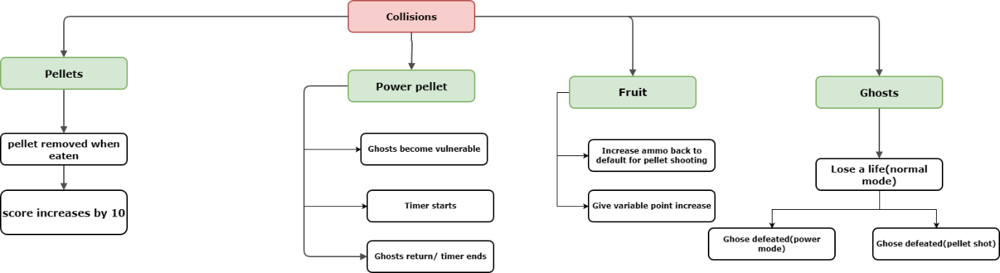 Collisions
Pellets
Power pellet
Fruit
Ghosts
pellet removed when
eaten
score increases by 10
Ghosts become vulnerable
Timer starts
Ghosts return/ timer ends
Increase ammo back to
default for pellet shooting
Give variable point increase
Lose a life(normal
mode)
Ghose defeated(power
mode)
Ghose defeated(pellet shot)